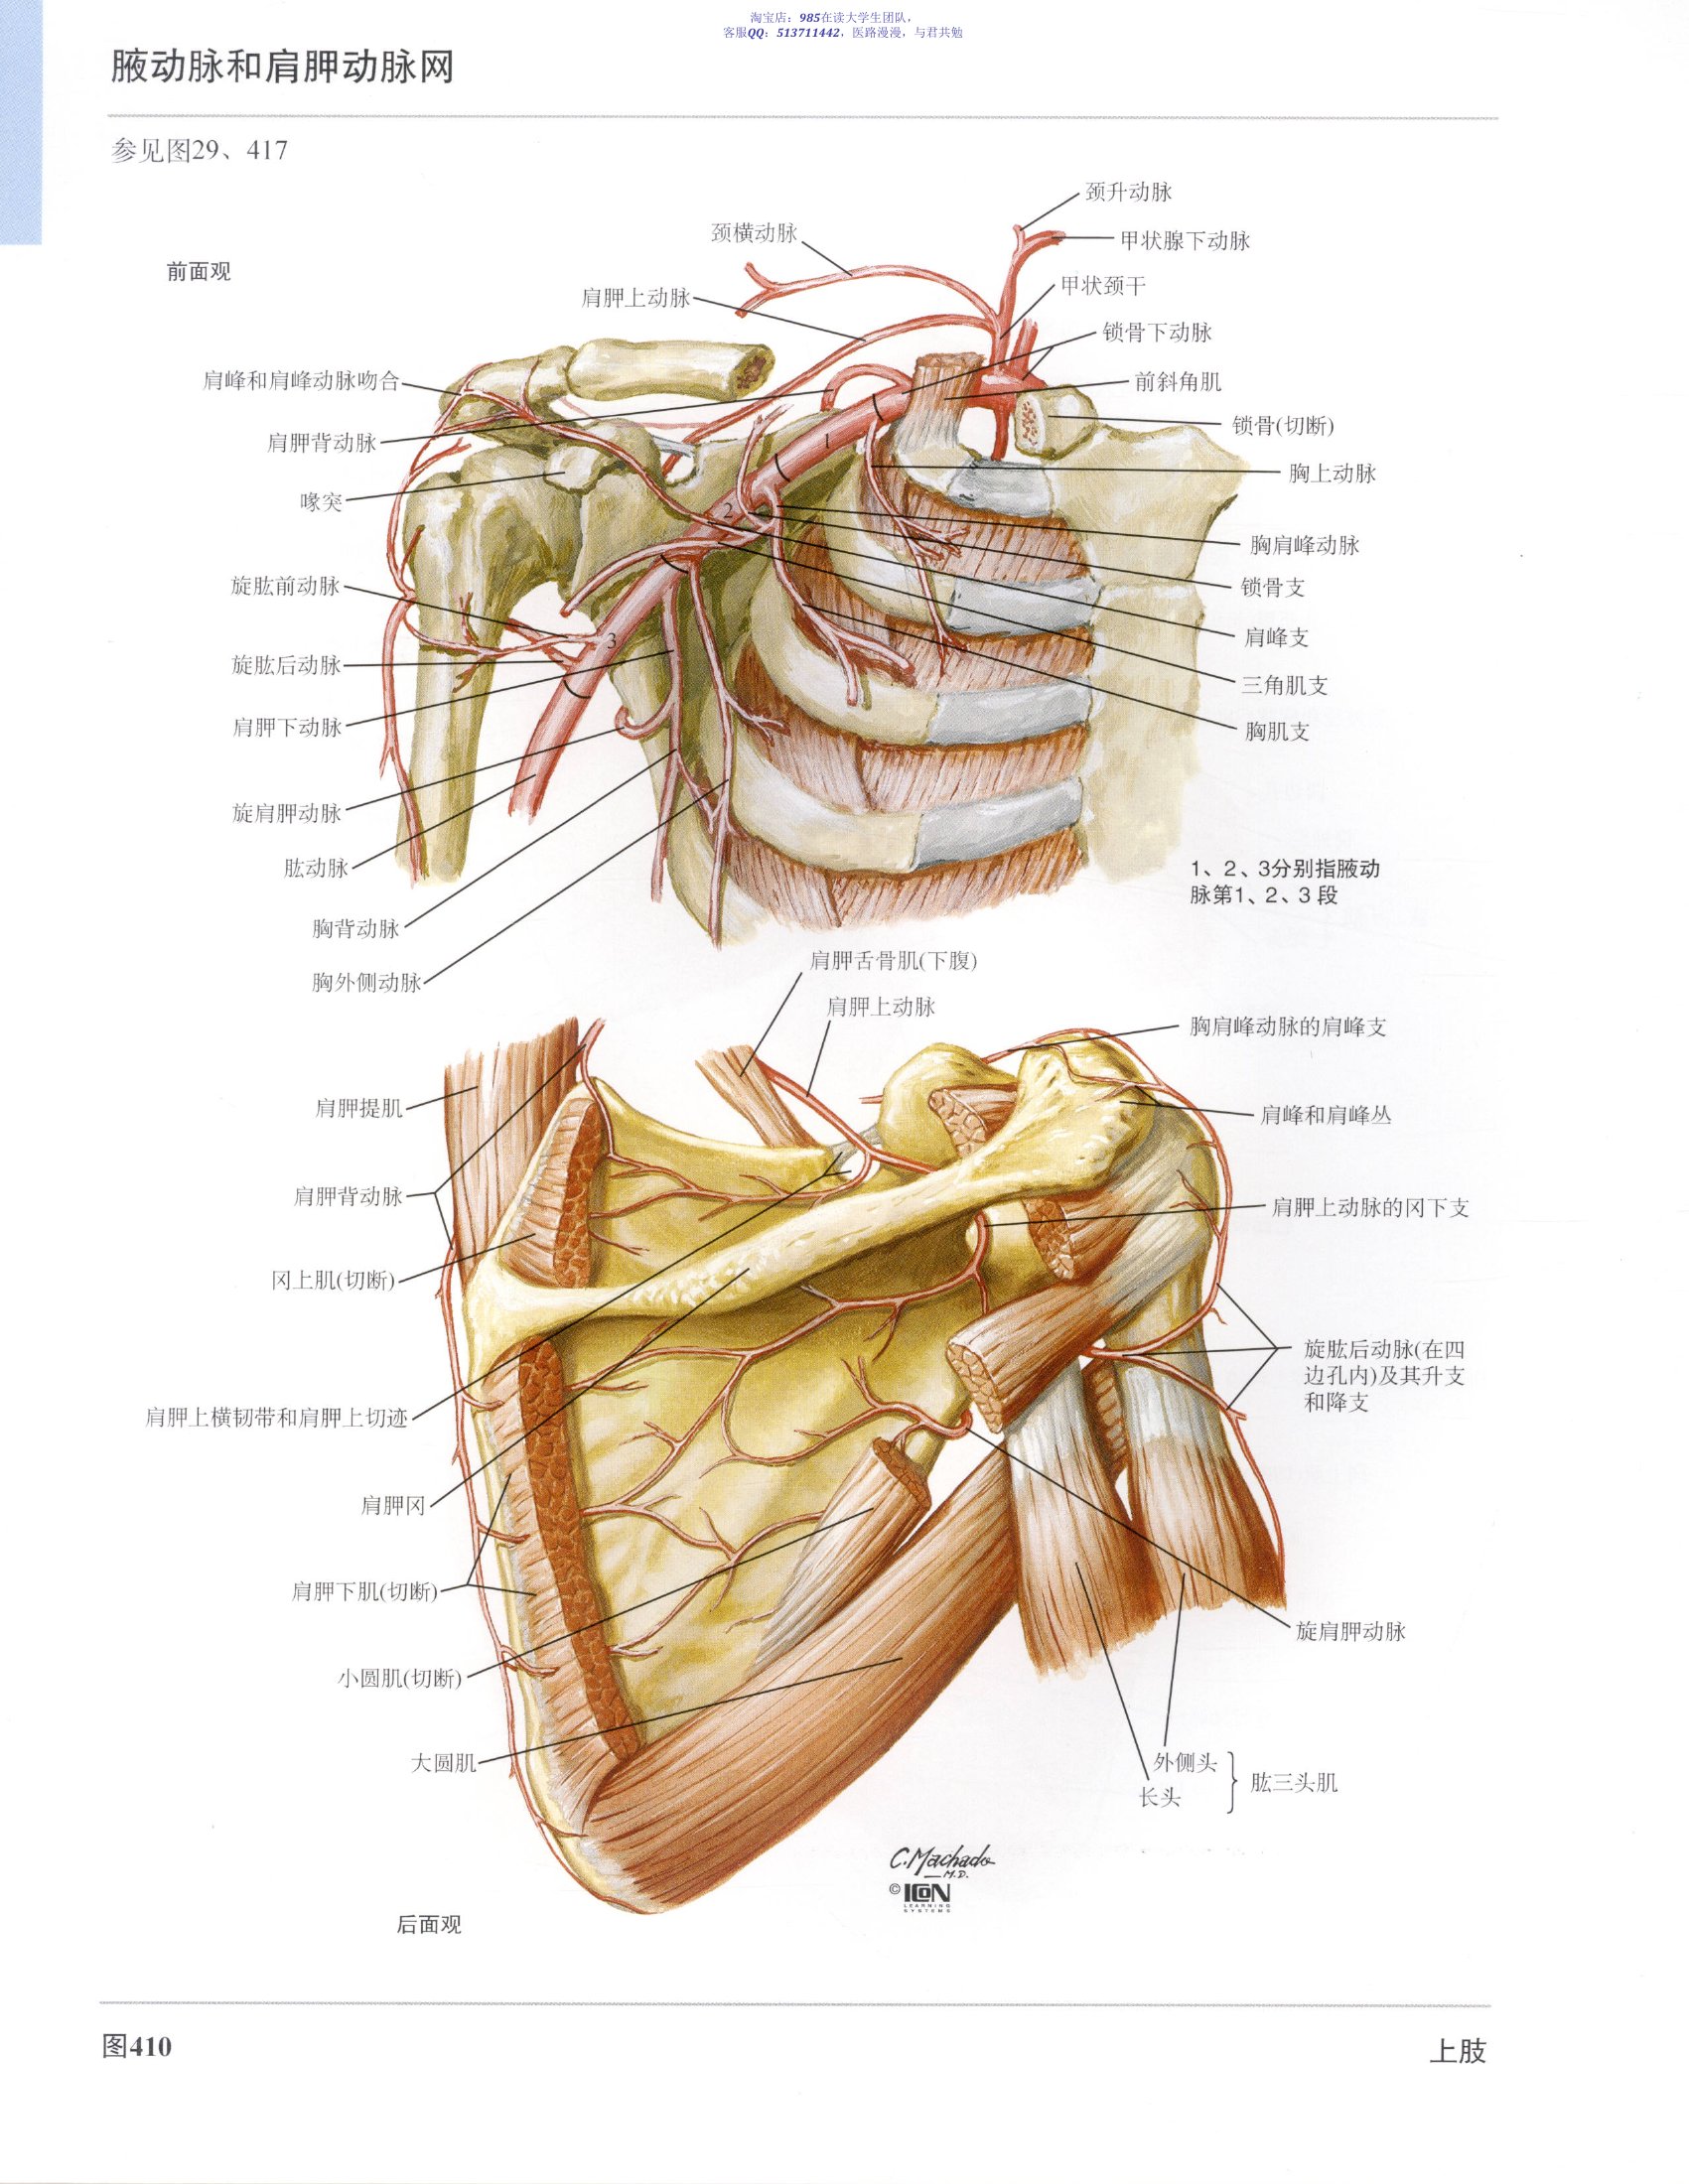 淘宝店：985在读大学生团队，
客服QQ：513711442，医路漫漫，与君共勉
腋动脉和肩胛动脉网
参见图29、417
前面观
颈升动脉
甲状腺下动脉
颈横动脉
甲状颈干
肩胛上动脉
锁骨下动脉
肩峰和肩峰动脉吻合
前斜角肌
锁骨(切断)
肩胛背动脉
胸上动脉
喙突
胸肩峰动脉
旋肱前动脉
锁骨支
肩峰支
旋肱后动脉
三角肌支
肩胛下动脉
胸肌支
旋肩胛动脉
肱动脉
胸背动脉
胸外侧动脉
1
2
3
1、2、3分别指腋动
脉第1、2、3 段
肩胛舌骨肌(下腹)
肩胛上动脉
胸肩峰动脉的肩峰支
肩胛提肌
肩峰和肩峰丛
肩胛背动脉
肩胛上动脉的冈下支
冈上肌(切断)
旋肱后动脉(在四
边孔内)及其升支
和降支
肩胛上横韧带和肩胛上切迹
肩胛冈
肩胛下肌(切断)
旋肩胛动脉
小圆肌(切断)
大圆肌
外侧头
长头
肱三头肌
C.Machado
M.D.
© ICON
LEARNING
SYSTEMS
后面观
图410
上肢